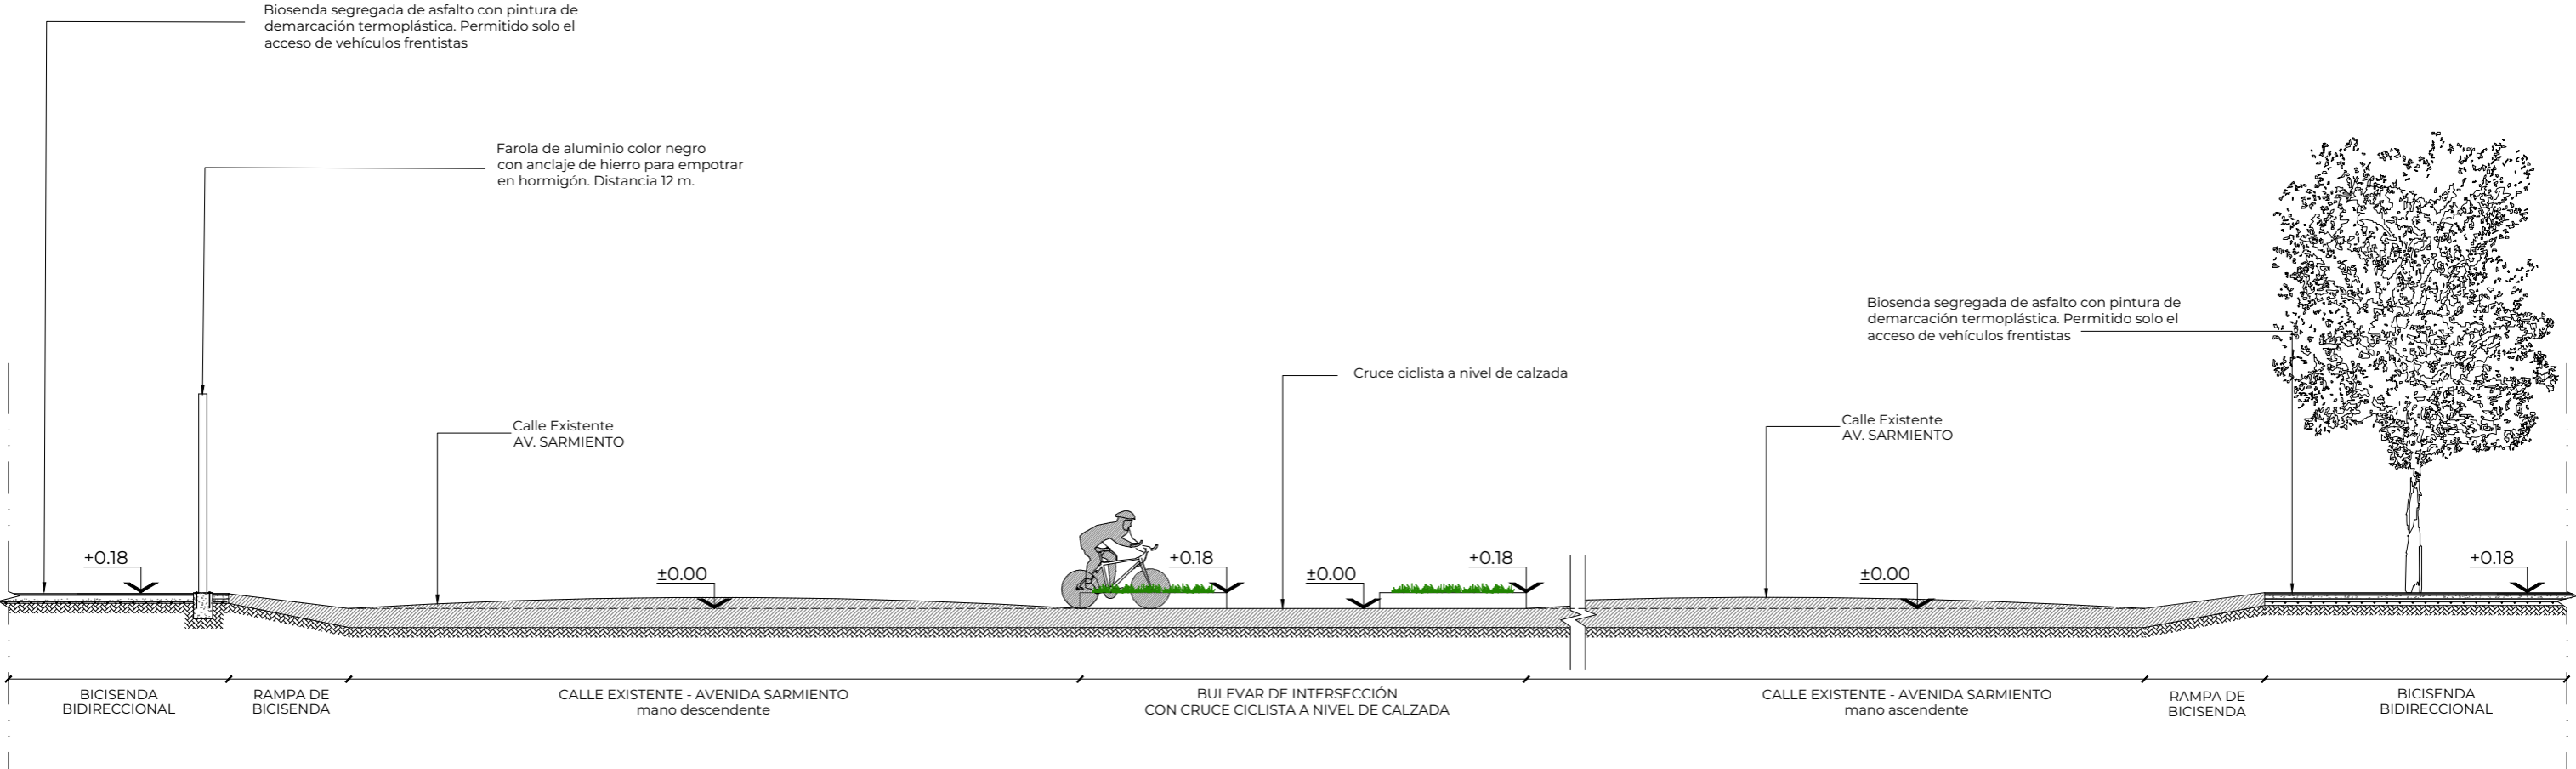 Biosenda segregada de asfalto con pintura de
demarcación termoplástica. Permitido solo el
acceso de vehículos frentistas
Farola de aluminio color negro
con anclaje de hierro para empotrar
en hormigón. Distancia 12 m.
Biosenda segregada de asfalto con pintura de
demarcación termoplástica. Permitido solo el
acceso de vehículos frentistas
Cruce ciclista a nivel de calzada
Calle Existente
AV. SARMIENTO
Calle Existente
AV. SARMIENTO
+0.18
±0.00
+0.18
±0.00
+0.18
±0.00
+0.18
BICISENDA
BIDIRECCIONAL
RAMPA DE
BICISENDA
CALLE EXISTENTE - AVENIDA SARMIENTO
mano descendente
BULEVAR DE INTERSECCIÓN
CON CRUCE CICLISTA A NIVEL DE CALZADA
CALLE EXISTENTE - AVENIDA SARMIENTO
mano ascendente
RAMPA DE
BICISENDA
BICISENDA
BIDIRECCIONAL